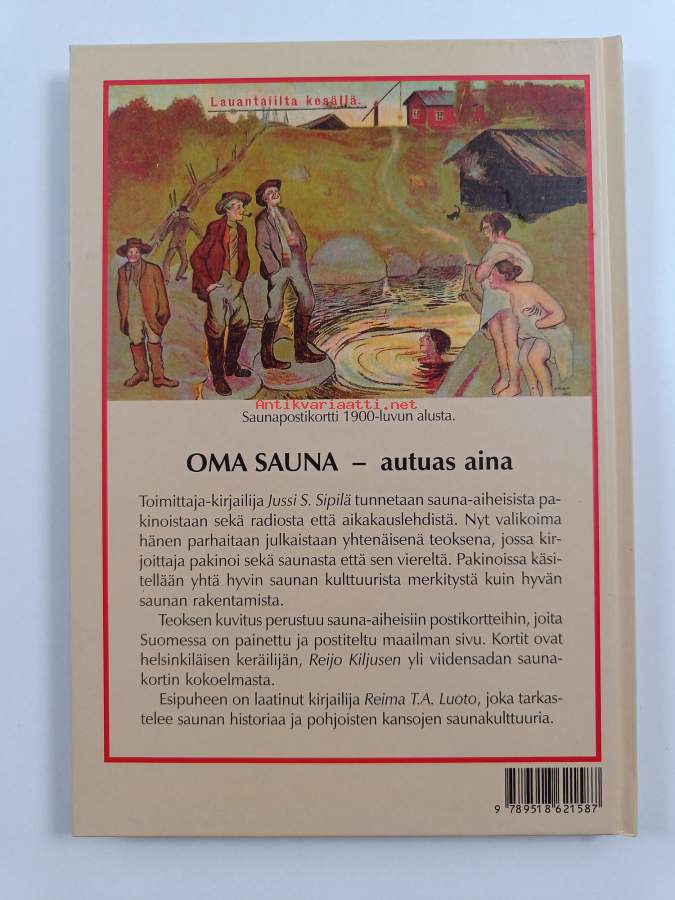 Lauantaiilta kesällä.
Antikvariaatti.net
Saunapostikortti 1900-luvun alusta.
OMA SAUNA – autuas aina
Toimittaja-kirjailija Jussi S. Sipilä tunnetaan sauna-aiheisista pa-
kinoistaan sekä radiosta että aikakauslehdistä. Nyt valikoima
hänen parhaitaan julkaistaan yhtenäisenä teoksena, jossa kir-
joittaja pakinoi sekä saunasta että sen viereltä. Pakinoissa käsi-
tellään yhtä hyvin saunan kulttuurista merkitystä kuin hyvän
saunan rakentamista.
Teoksen kuvitus perustuu sauna-aiheisiin postikortteihin, joita
Suomessa on painettu ja postiteltu maailman sivu. Kortit ovat
helsinkiläisen keräilijän, Reijo Kiljusen yli viidensadan sauna-
kortin kokoelmasta.
Esipuheen on laatinut kirjailija Reima T.A. Luoto, joka tarkas-
telee saunan historiaa ja pohjoisten kansojen saunakulttuuria.
9 789518 621587